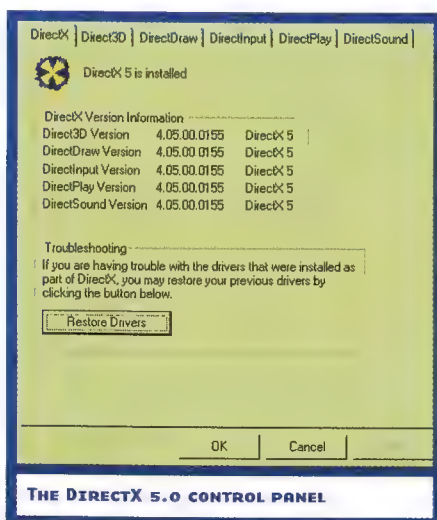 DirectX Direct3D DirectDraw DirectInput DirectPlay DirectSound
DirectX 5 is installed
DirectX Version Information
Direct3D Version 4.05.00.0155 DirectX 5
DirectDraw Version 4.05.00.0155 DirectX 5
DirectInput Version 4.05.00.0155 DirectX 5
DirectPlay Version 4.05.00.0155 DirectX 5
DirectSound Version 4.05.00.0155 DirectX 5
Troubleshooting
If you are having trouble with the drivers that were installed as
part of DirectX, you may restore your previous drivers by
clicking the button below.
Restore Drivers
OK Cancel
THE DIRECTX 5.0 CONTROL PANEL